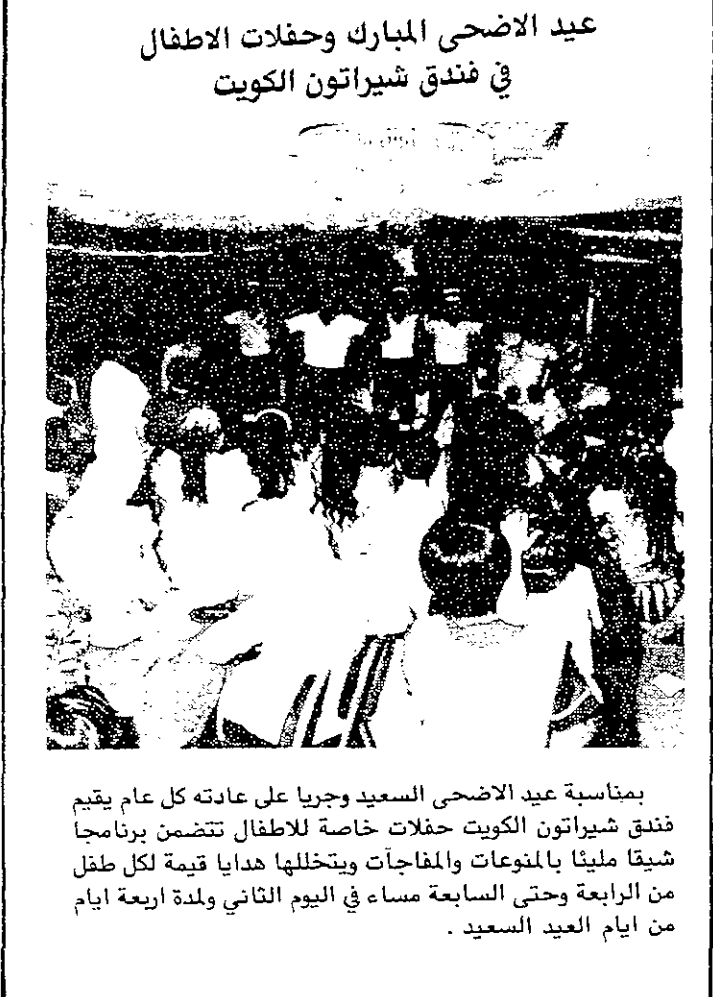 عيد الاضحى المبارك وحفلات الاطفال
في فندق شيراتون الكويت
بمناسبة عيد الاضحى السعيد وجريا على عادته كل عام يقيم
فندق شيراتون الكويت حفلات خاصة للاطفال تتضمن برنامجا
شيقا مليئا بالمنوعات والمفاجآت ويتخللها هدايا قيمة لكل طفل
من الرابعة وحتى السابعة مساء في اليوم الثاني ولمدة اربعة ايام
من ايام العيد السعيد .